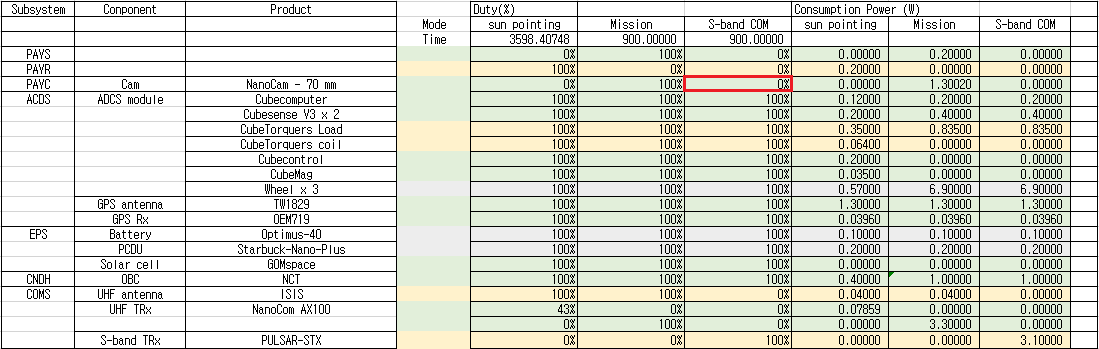 Subsystem Conponent Product Duty(%) Consumption Power (W)
Mode sun pointing Mission S-band COM sun pointing Mission S-band COM
Time 3598.40748 900.00000 900.00000
PAYS 0% 100% 0% 0.00000 0.20000 0.00000
PAYR 100% 0% 0% 0.20000 0.00000 0.00000
PAYC Cam NanoCam - 70 mm 0% 100% 0% 0.00000 1.30020 0.00000
ACDS ADCS module Cubecomputer 100% 100% 100% 0.12000 0.20000 0.20000
Cubesense V3 x 2 100% 100% 100% 0.20000 0.40000 0.40000
CubeTorquers Load 100% 100% 100% 0.35000 0.83500 0.83500
CubeTorquers coil 100% 100% 100% 0.06400 0.00000 0.00000
Cubecontrol 100% 100% 100% 0.20000 0.00000 0.00000
CubeMag 100% 100% 100% 0.03500 0.00000 0.00000
Wheel x 3 100% 100% 100% 0.57000 6.90000 6.90000
GPS antenna TW1829 100% 100% 100% 1.30000 1.30000 1.30000
GPS Rx OEM719 100% 100% 100% 0.03960 0.03960 0.03960
EPS Battery Optimus-40 100% 100% 100% 0.10000 0.10000 0.10000
PCDU Starbuck-Nano-Plus 100% 100% 100% 0.20000 0.20000 0.20000
Solar cell GOMspace 100% 100% 100% 0.00000 0.00000 0.00000
CNDH OBC NCT 100% 100% 100% 0.40000 1.00000 1.00000
COMS UHF antenna ISIS 100% 100% 0% 0.04000 0.04000 0.00000
UHF TRx NanoCom AX100 43% 0% 0% 0.07859 0.00000 0.00000
0% 100% 0% 0.00000 3.30000 0.00000
S-band TRx PULSAR-STX 0% 0% 100% 0.00000 0.00000 3.10000